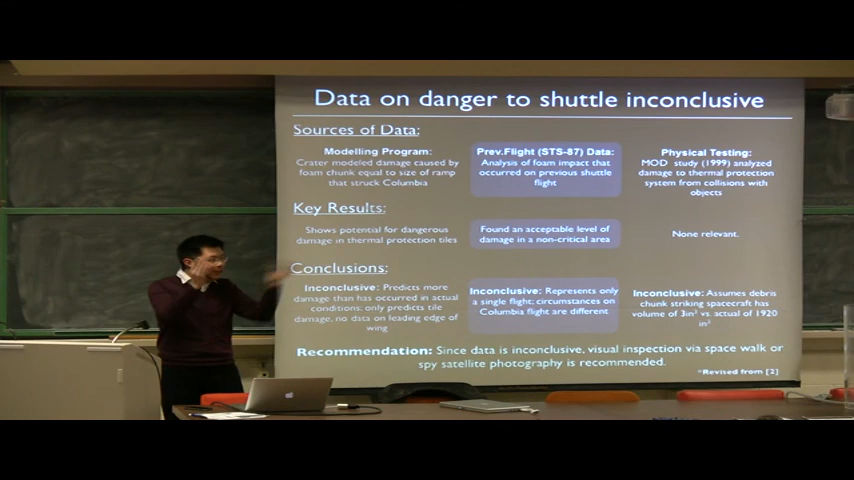 Data on danger to shuttle inconclusive
Sources of Data:
Modelling Program:
Crater modeled damage caused by
foam chunk equal to size of ramp
that struck Columbia
Prev.Flight (STS-87) Data:
Analysis of foam impact that
occurred on previous shuttle
flight
Physical Testing:
MOD study (1999) analyzed
damage to thermal protection
system from collisions with
objects
Key Results:
Shows potential for dangerous
damage in thermal protection tiles
Found an acceptable level of
damage in a non-critical area
None relevant.
Conclusions:
Inconclusive: Predicts more
damage than has occurred in actual
conditions; only predicts tile
damage, no data on leading edge of
wing
Inconclusive: Represents only
a single flight; circumstances on
Columbia flight are different
Inconclusive: Assumes debris
chunk striking spacecraft has
volume of 3in³ vs. actual of 1920
in³
Recommendation: Since data is inconclusive, visual inspection via space walk or
spy satellite photography is recommended.
*Revised from [2]